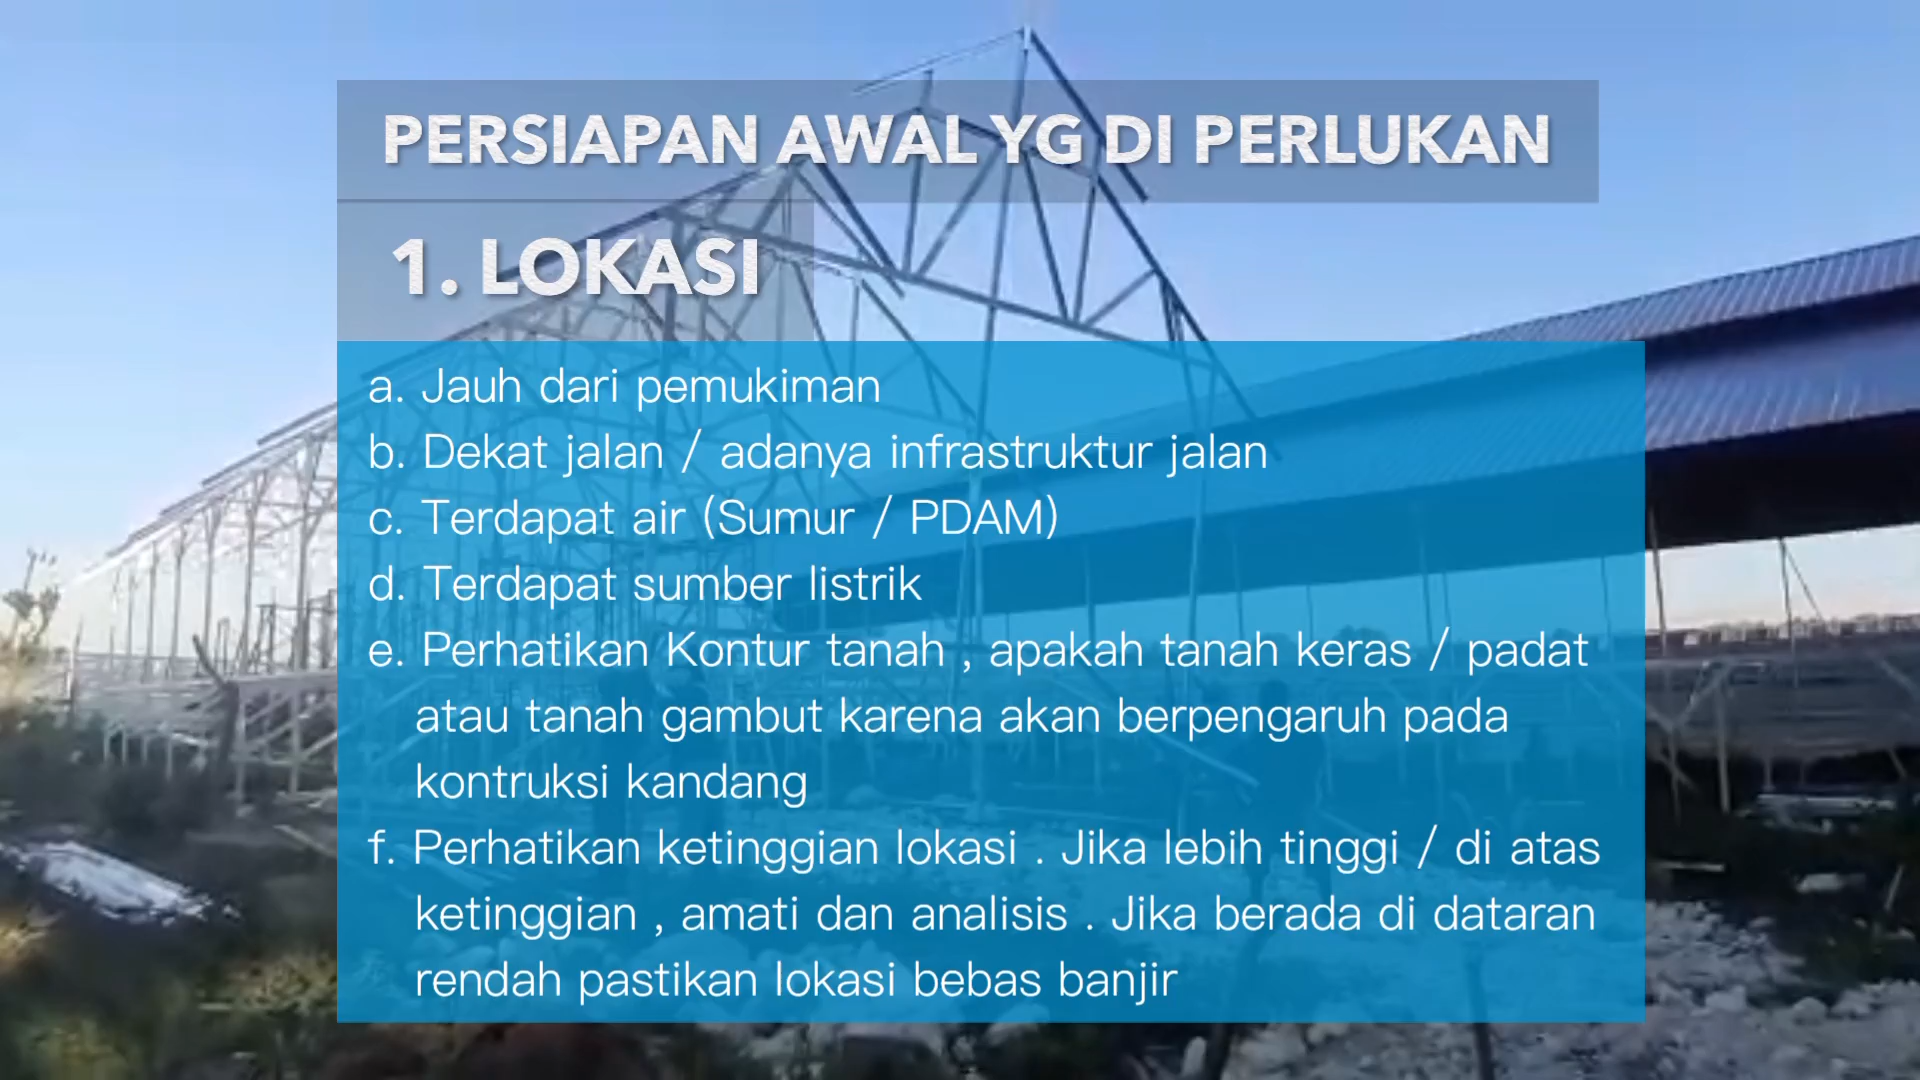 PERSIAPAN AWAL YG DI PERLUKAN
1. LOKASI
a. Jauh dari pemukiman
b. Dekat jalan / adanya infrastruktur jalan
c. Terdapat air (Sumur / PDAM)
d. Terdapat sumber listrik
e. Perhatikan Kontur tanah , apakah tanah keras / padat
atau tanah gambut karena akan berpengaruh pada
kontruksi kandang
f. Perhatikan ketinggian lokasi . Jika lebih tinggi / di atas
ketinggian , amati dan analisis . Jika berada di dataran
rendah pastikan lokasi bebas banjir